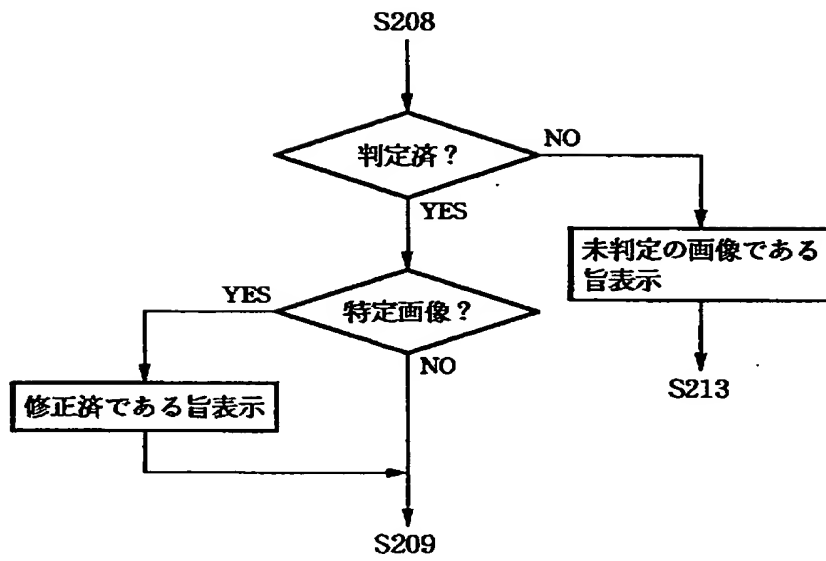 S208
判定済？
NO
YES
未判定の画像である
旨表示
YES
特定画像？
NO
S213
修正済である旨表示
S209